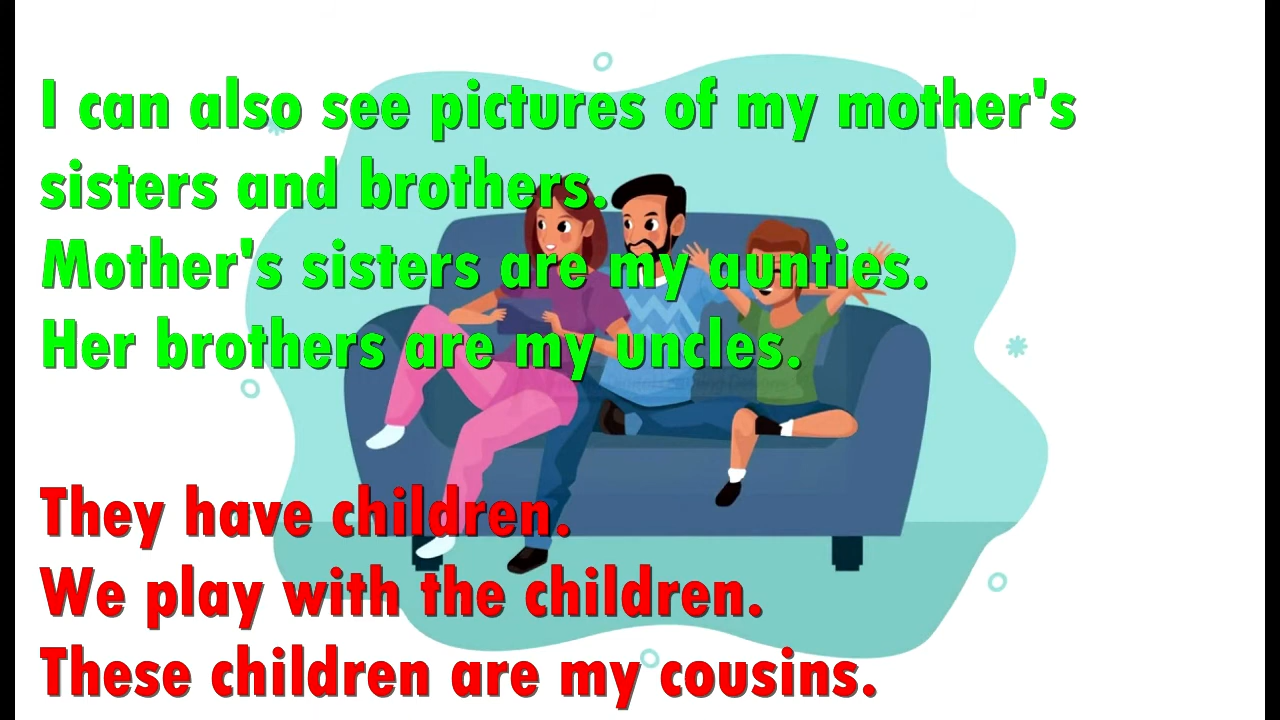 I can also see pictures of my mother's
sisters and brothers.
Mother's sisters are my aunties.
Her brothers are my uncles.
They have children.
We play with the children.
These children are my cousins.